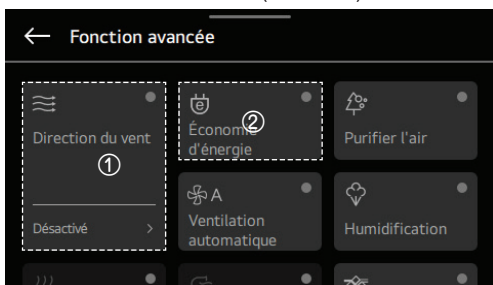 Fonction avancée
Direction du vent
①
Désactivé
②
Économie
d'énergie
Purifier l'air
A
Ventilation
automatique
Humidification